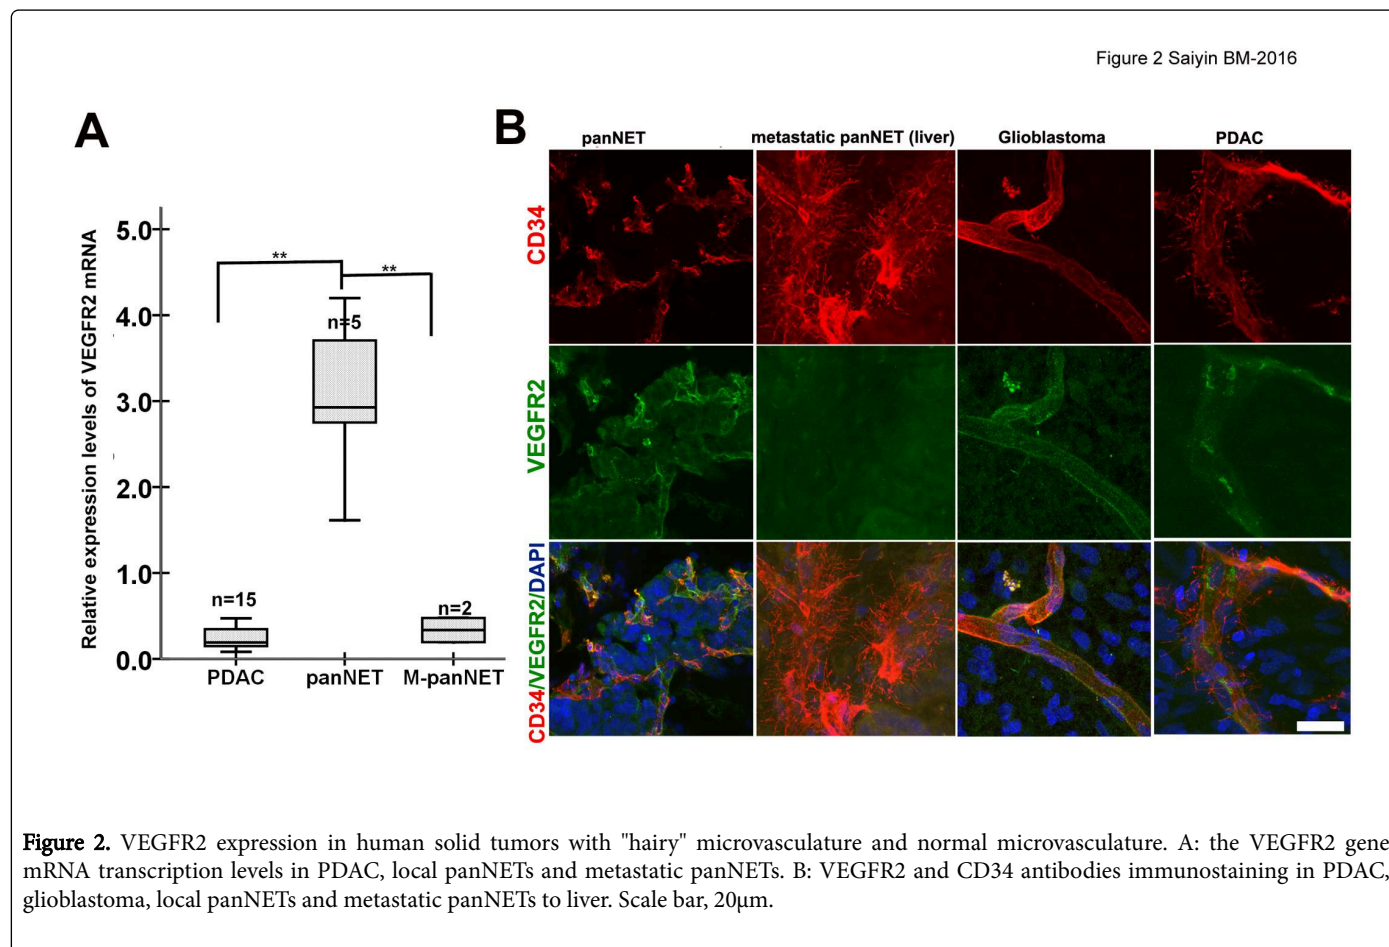 Figure 2 Saiyin BM-2016
A
Relative expression levels of VEGFR2 mRNA
5.0
4.0
3.0
2.0
1.0
0.0
**
**
n=5
n=15
n=2
PDAC panNET M-panNET
B
panNET metastatic panNET (liver) Glioblastoma PDAC
CD34
VEGFR2
CD34/VEGFR2/DAPI
Figure 2. VEGFR2 expression in human solid tumors with "hairy" microvasculature and normal microvasculature. A: the VEGFR2 gene
mRNA transcription levels in PDAC, local panNETs and metastatic panNETs. B: VEGFR2 and CD34 antibodies immunostaining in PDAC,
glioblastoma, local panNETs and metastatic panNETs to liver. Scale bar, 20μm.